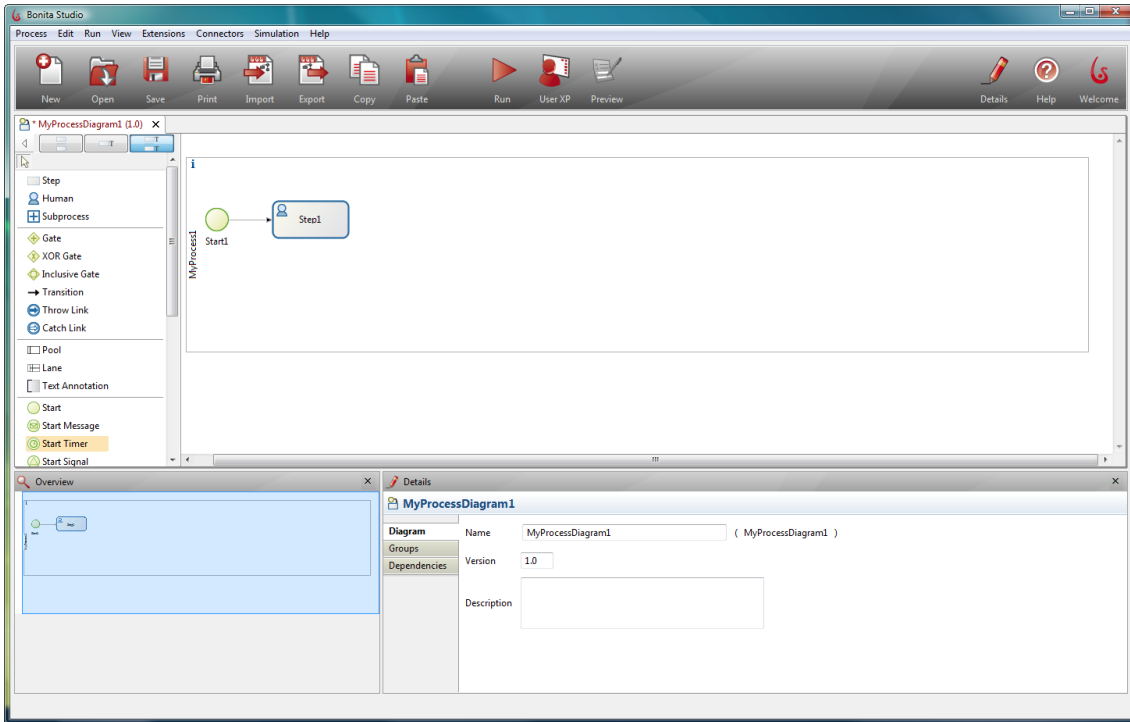 Bonita Studio
Process Edit Run View Extensions Connectors Simulation Help
New Open Save Print Import Export Copy Paste Run User XP Preview Details Help Welcome
* MyProcessDiagram1 (1.0)
Step
Human
Subprocess
Gate
XOR Gate
Inclusive Gate
Transition
Throw Link
Catch Link
Pool
Lane
Text Annotation
Start
Start Message
Start Timer
Start Signal
MyProcess1
Start1
Step1
Overview
Details
MyProcessDiagram1
Diagram
Groups
Dependencies
Name MyProcessDiagram1 ( MyProcessDiagram1 )
Version 1.0
Description